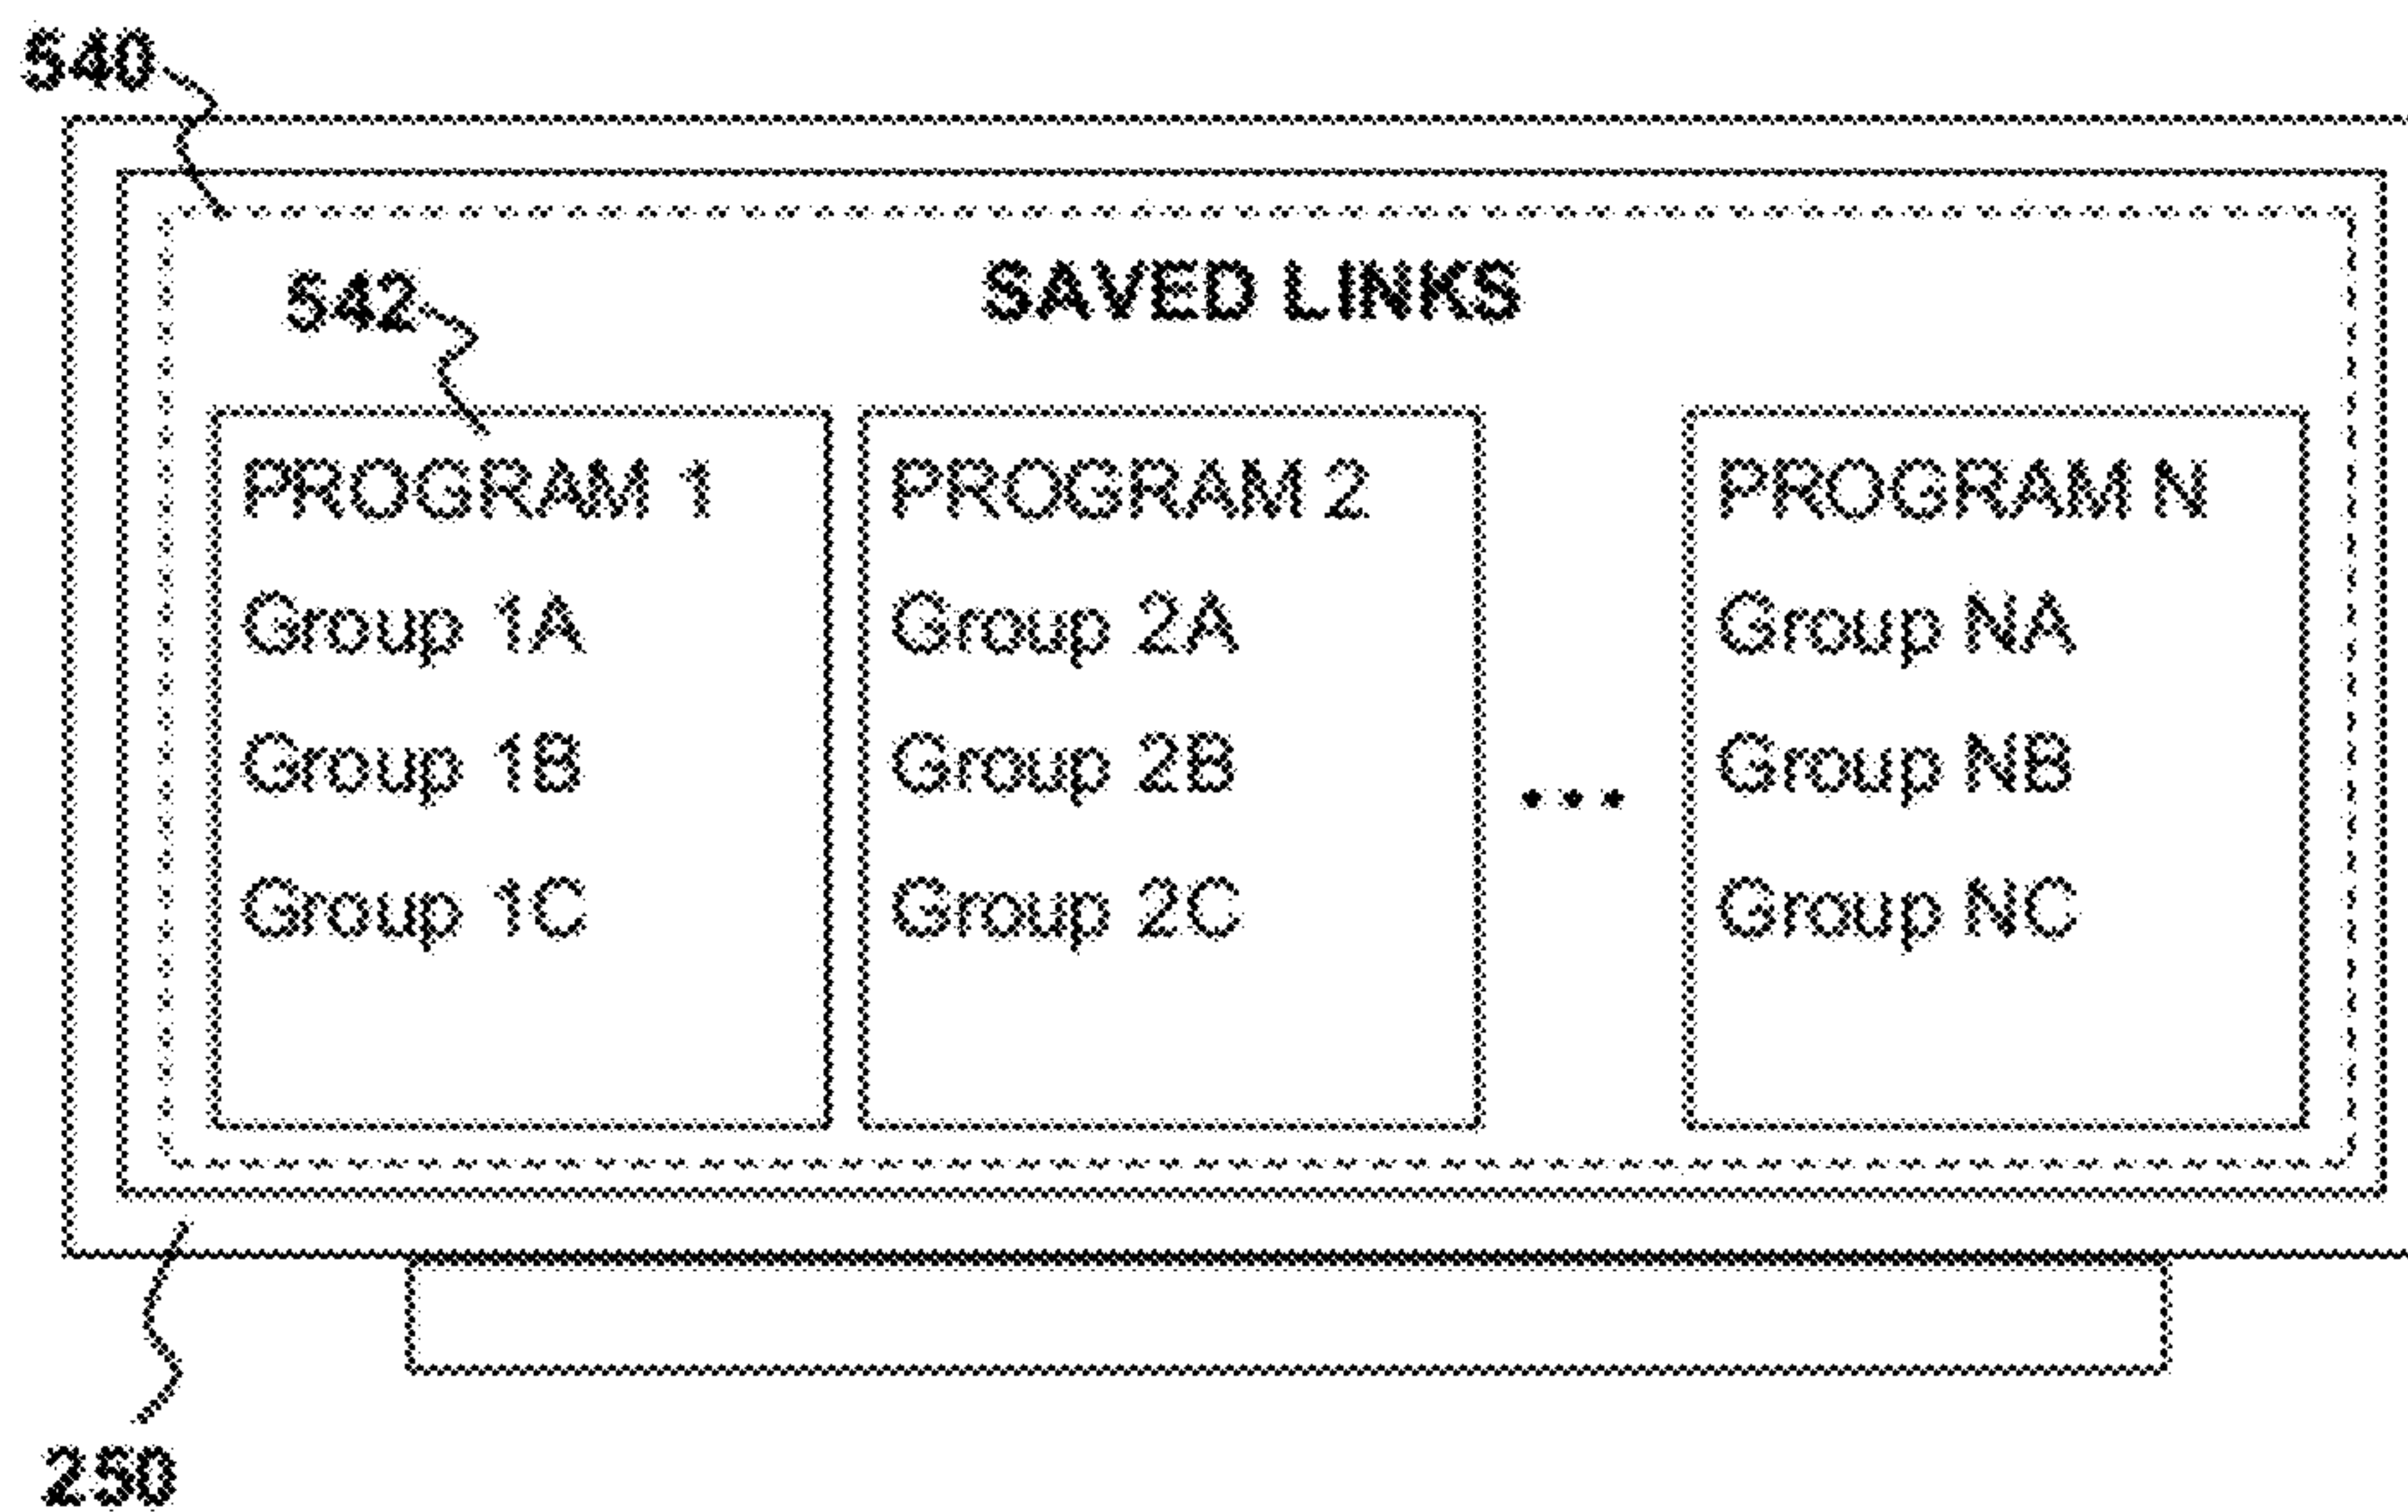 540
SAVED LINKS
542
PROGRAM 1
Group 1A
Group 1B
Group 1C
PROGRAM 2
Group 2A
Group 2B
Group 2C
...
PROGRAM N
Group NA
Group NB
Group NC
250